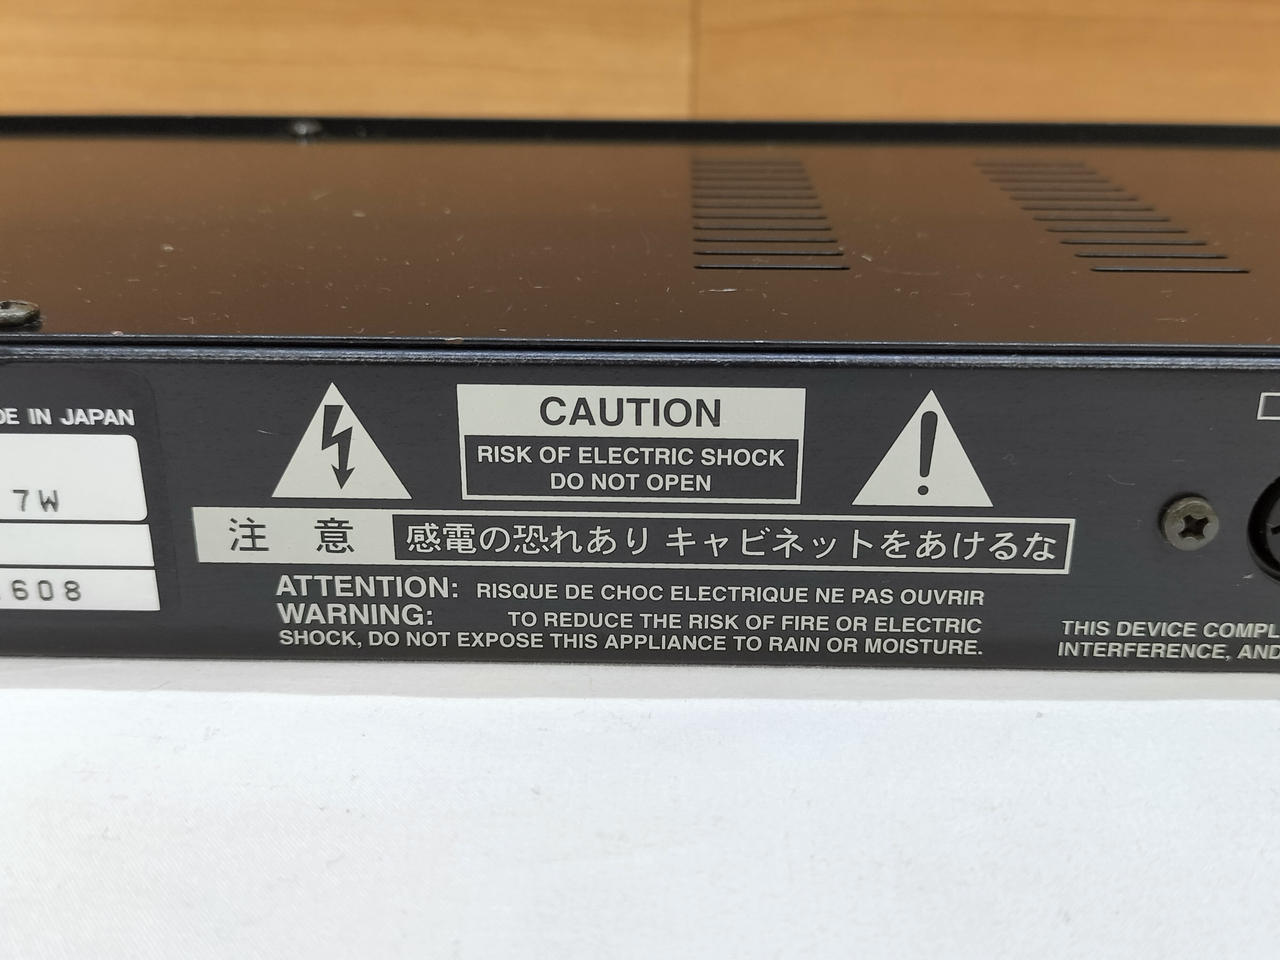 DE IN JAPAN
7W
608
CAUTION
RISK OF ELECTRIC SHOCK
DO NOT OPEN
注 意 感電の恐れあり キャビネットをあけるな
ATTENTION: RISQUE DE CHOC ELECTRIQUE NE PAS OUVRIR
WARNING: TO REDUCE THE RISK OF FIRE OR ELECTRIC
SHOCK, DO NOT EXPOSE THIS APPLIANCE TO RAIN OR MOISTURE.
THIS DEVICE COMPL
INTERFERENCE, AND